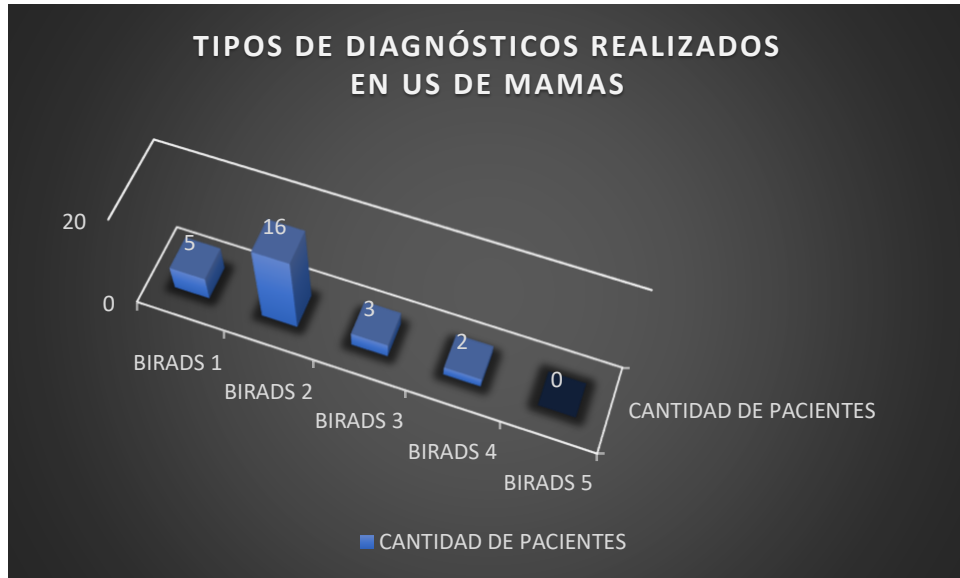 TIPOS DE DIAGNÓSTICOS REALIZADOS
EN US DE MAMAS
20
0
5
16
3
2
0
BIRADS 1
BIRADS 2
BIRADS 3
BIRADS 4
BIRADS 5
CANTIDAD DE PACIENTES
CANTIDAD DE PACIENTES